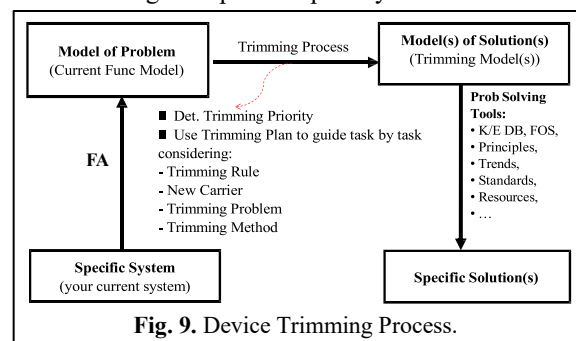 Model of Problem
(Current Func Model)
Trimming Process
Model(s) of Solution(s)
(Trimming Model(s))
■ Det. Trimming Priority
■ Use Trimming Plan to guide task by task
considering:
- Trimming Rule
- New Carrier
- Trimming Problem
- Trimming Method
FA
Prob Solving
Tools:
• K/E DB, FOS,
• Principles,
• Trends,
• Standards,
• Resources,
• …
Specific System
(your current system)
Specific Solution(s)
Fig. 9. Device Trimming Process.